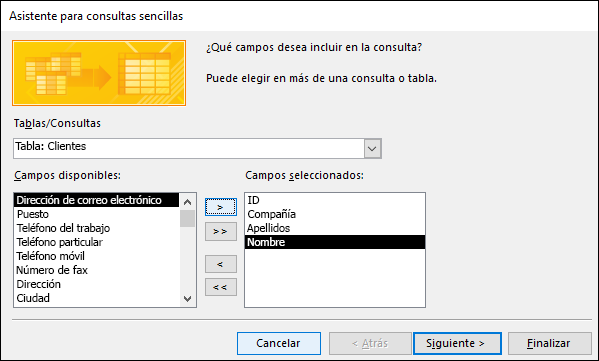 Asistente para consultas sencillas
¿Qué campos desea incluir en la consulta?
Puede elegir en más de una consulta o tabla.
Tablas/Consultas
Tabla: Clientes
Campos disponibles:
Campos seleccionados:
Dirección de correo electrónico
Puesto
Teléfono del trabajo
Teléfono particular
Teléfono móvil
Número de fax
Dirección
Ciudad
>
>>
<
<<
ID
Compañía
Apellidos
Nombre
Cancelar
< Atrás
Siguiente >
Finalizar